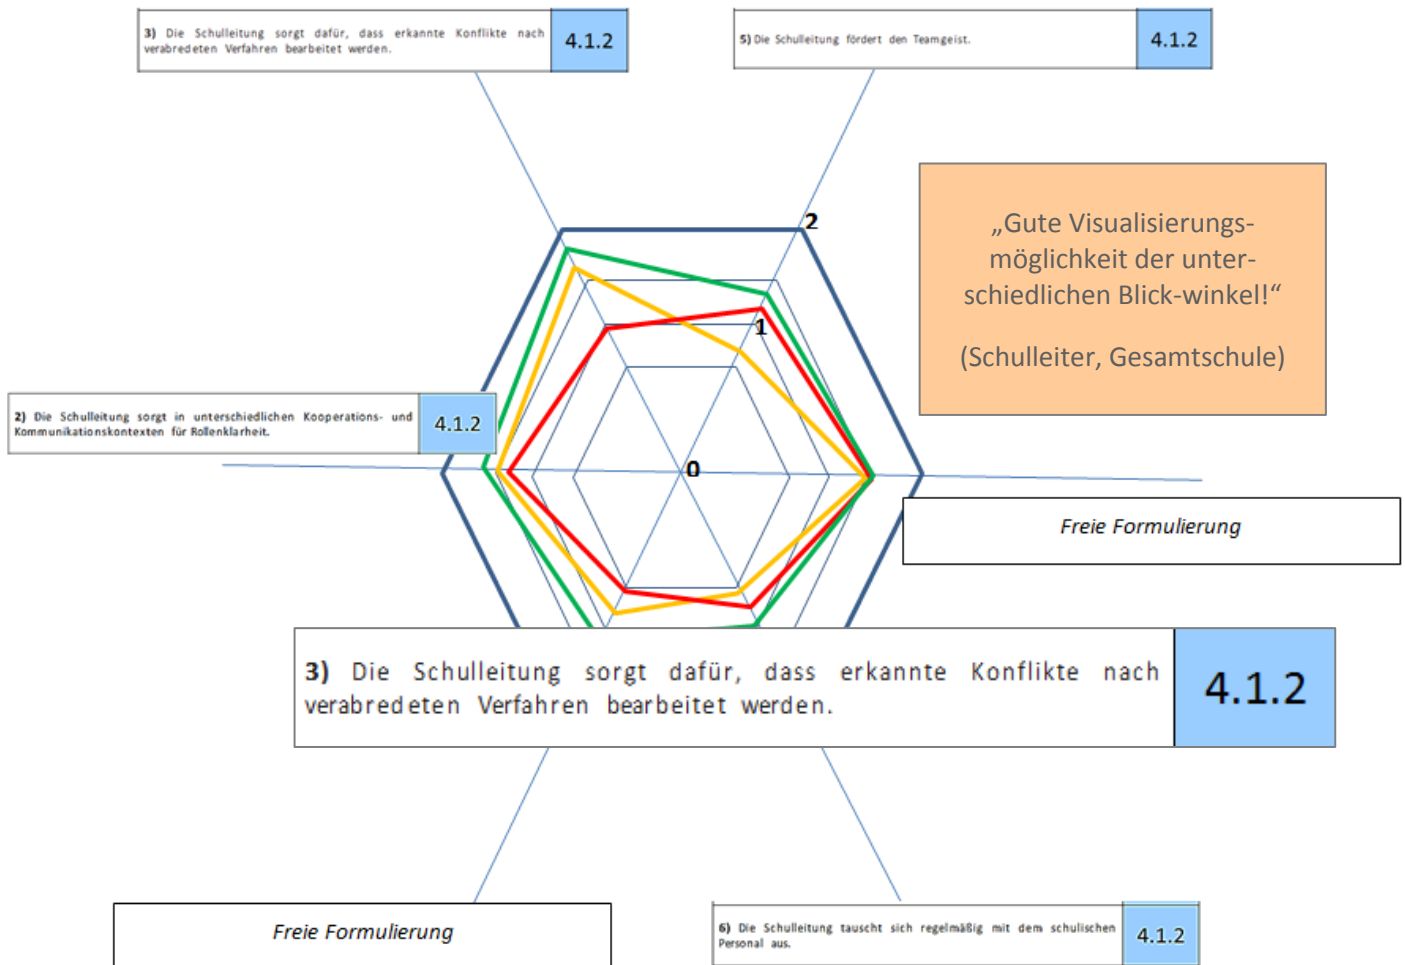 3) Die Schulleitung sorgt dafür, dass erkannte Konflikte nach
verabredeten Verfahren bearbeitet werden.
4.1.2
5) Die Schulleitung fördert den Teamgeist.
4.1.2
„Gute Visualisierungs-
möglichkeit der unter-
schiedlichen Blick-winkel!“
(Schulleiter, Gesamtschule)
2
1
2) Die Schulleitung sorgt in unterschiedlichen Kooperations- und
Kommunikationskontexten für Rollenklarheit.
4.1.2
0
Freie Formulierung
3) Die Schulleitung sorgt dafür, dass erkannte Konflikte nach
verabredeten Verfahren bearbeitet werden.
4.1.2
Freie Formulierung
6) Die Schulleitung tauscht sich regelmäßig mit dem schulischen
Personal aus.
4.1.2